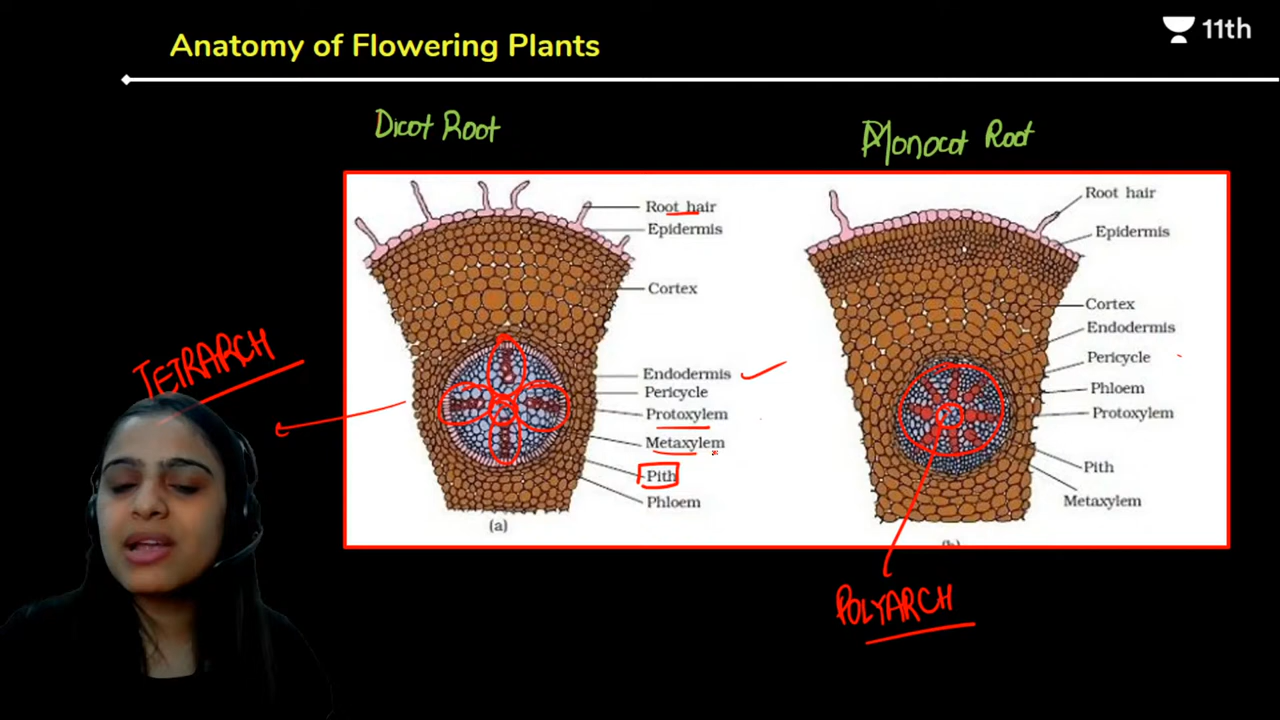 Anatomy of Flowering Plants
11th
Dicot Root
Monocot Root
Root hair
Epidermis
Cortex
Endodermis
Pericycle
Protoxylem
Metaxylem
Pith
Phloem
(a)
Root hair
Epidermis
Cortex
Endodermis
Pericycle
Phloem
Protoxylem
Pith
Metaxylem
TETRARCH
POLYARCH